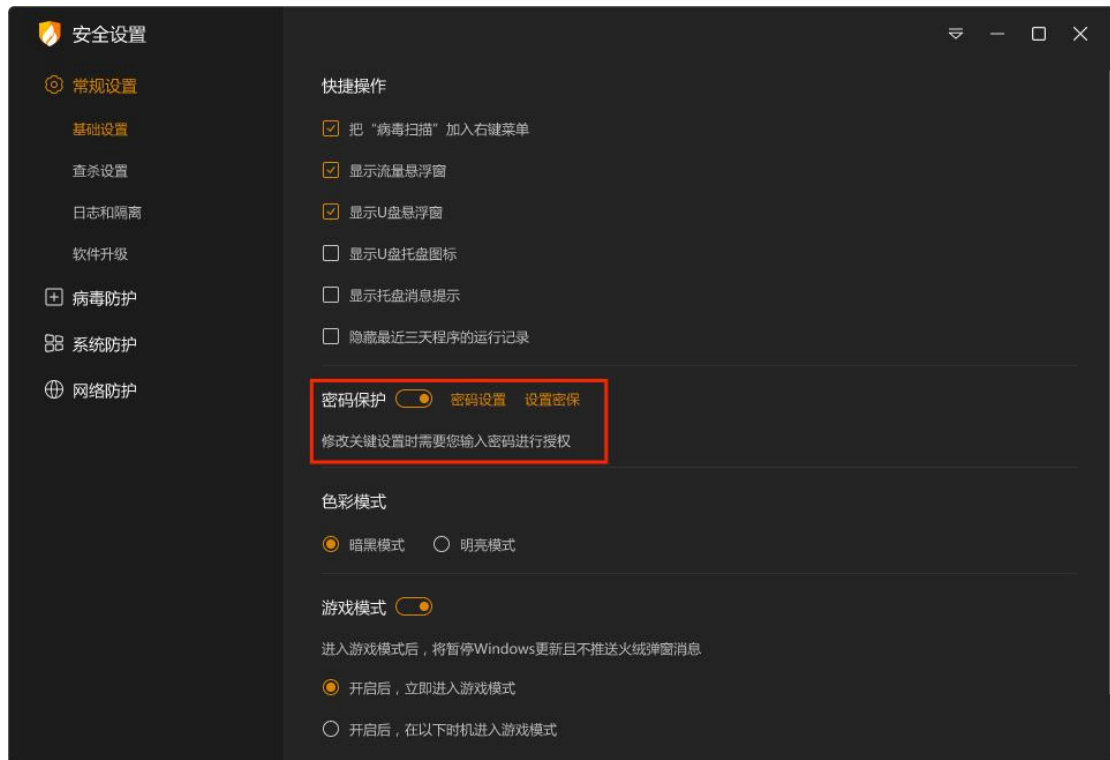 安全设置
常规设置
基础设置
查杀设置
日志和隔离
软件升级
病毒防护
系统防护
网络防护
快捷操作
把“病毒扫描”加入右键菜单
显示流量悬浮窗
显示U盘悬浮窗
显示U盘托盘图标
显示托盘消息提示
隐藏最近三天程序的运行记录
密码保护 密码设置 设置密保
修改关键设置时需要您输入密码进行授权
色彩模式
暗黑模式 明亮模式
游戏模式
进入游戏模式后，将暂停Windows更新且不推送火绒弹窗消息
开启后，立即进入游戏模式
开启后，在以下时机进入游戏模式